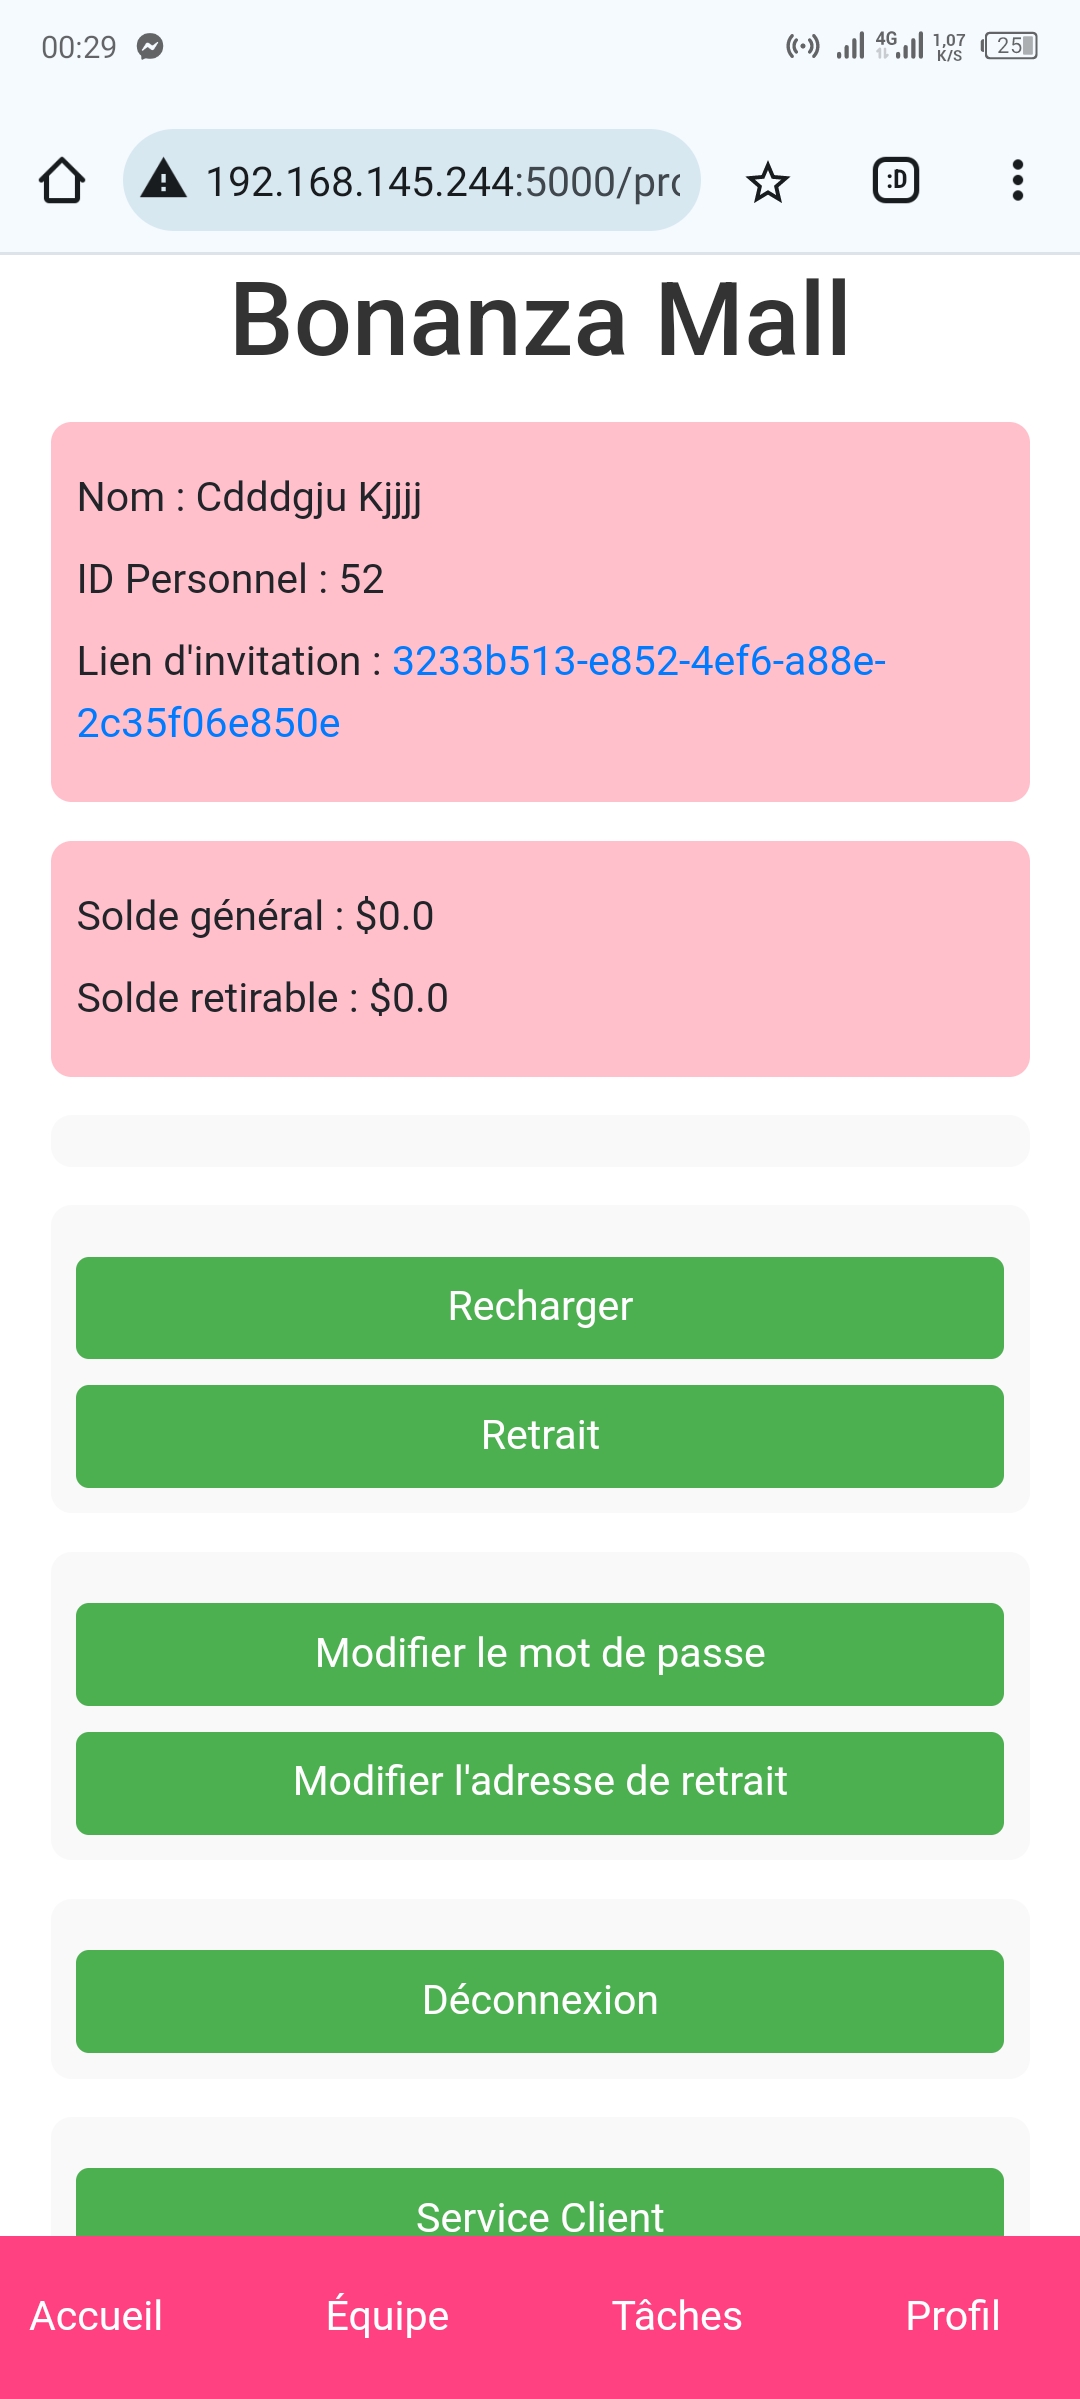 00:29
4G
1,07
K/S
25
192.168.145.244:5000/pro
:D
Bonanza Mall
Nom : Cdddgju Kjjjj
ID Personnel : 52
Lien d'invitation : 3233b513-e852-4ef6-a88e-
2c35f06e850e
Solde général : $0.0
Solde retirable : $0.0
Recharger
Retrait
Modifier le mot de passe
Modifier l'adresse de retrait
Déconnexion
Service Client
Accueil
Équipe
Tâches
Profil